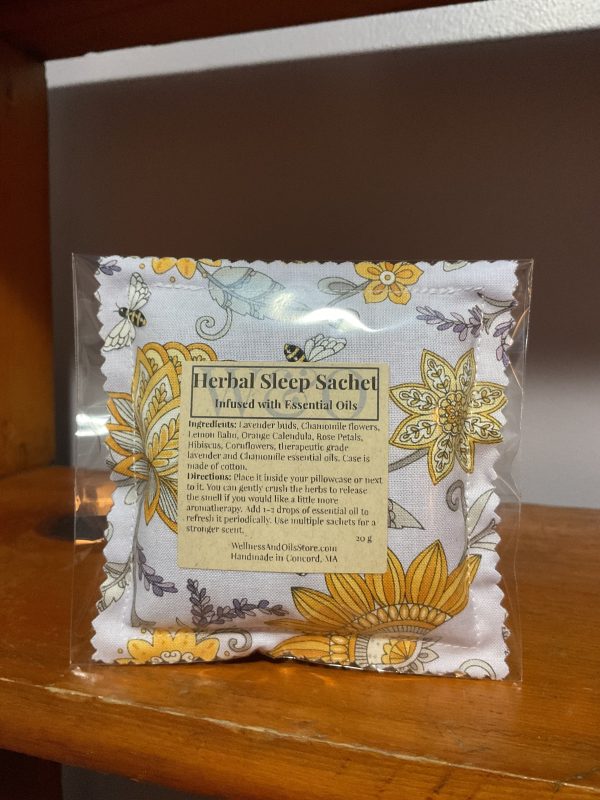 Herbal Sleep Sachet
Infused with Essential Oils
Ingredients: Lavender buds, Chamomile flowers,
Lemon Balm, Orange Calendula, Rose Petals,
Hibiscus, Cornflowers, therapeutic grade
lavender and Chamomile essential oils. Case is
made of cotton.
Directions: Place it inside your pillowcase or next
to it. You can gently crush the herbs to release
the smell if you would like a little more
aromatherapy. Add 1-2 drops of essential oil to
refresh it periodically. Use multiple sachets for a
stronger scent.
20 g
WellnessAndOilsStore.com
Handmade in Concord, MA